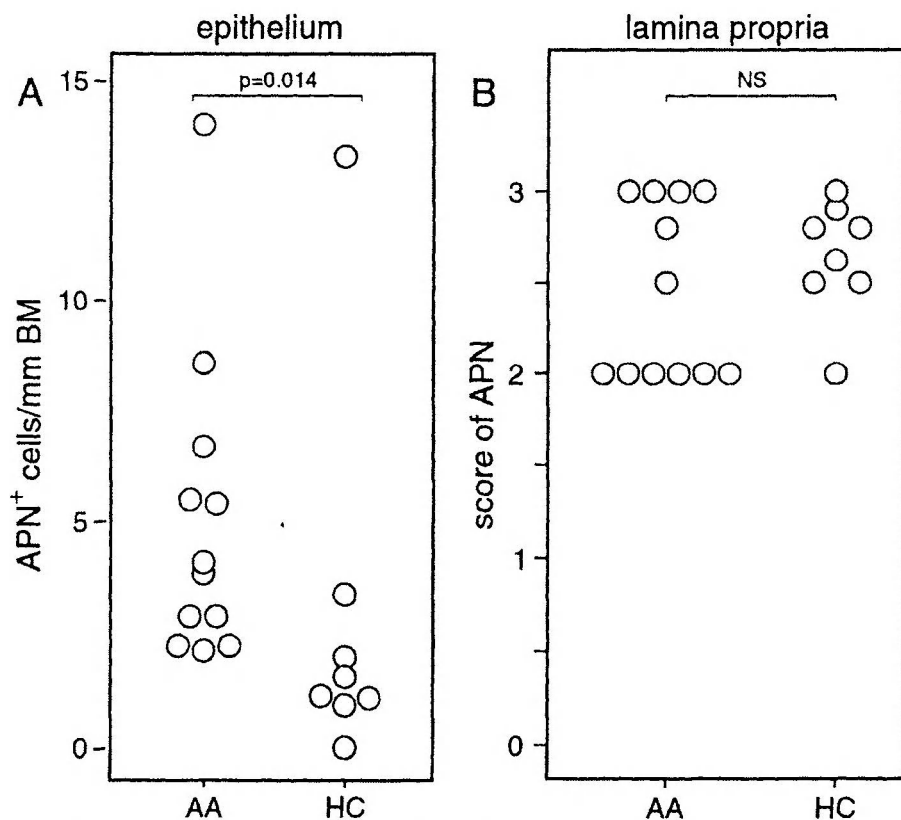 epithelium
A
p=0.014
15
10
5
0
APN+ cells/mm BM
AA HC
lamina propria
B
NS
3
2
1
0
score of APN
AA HC